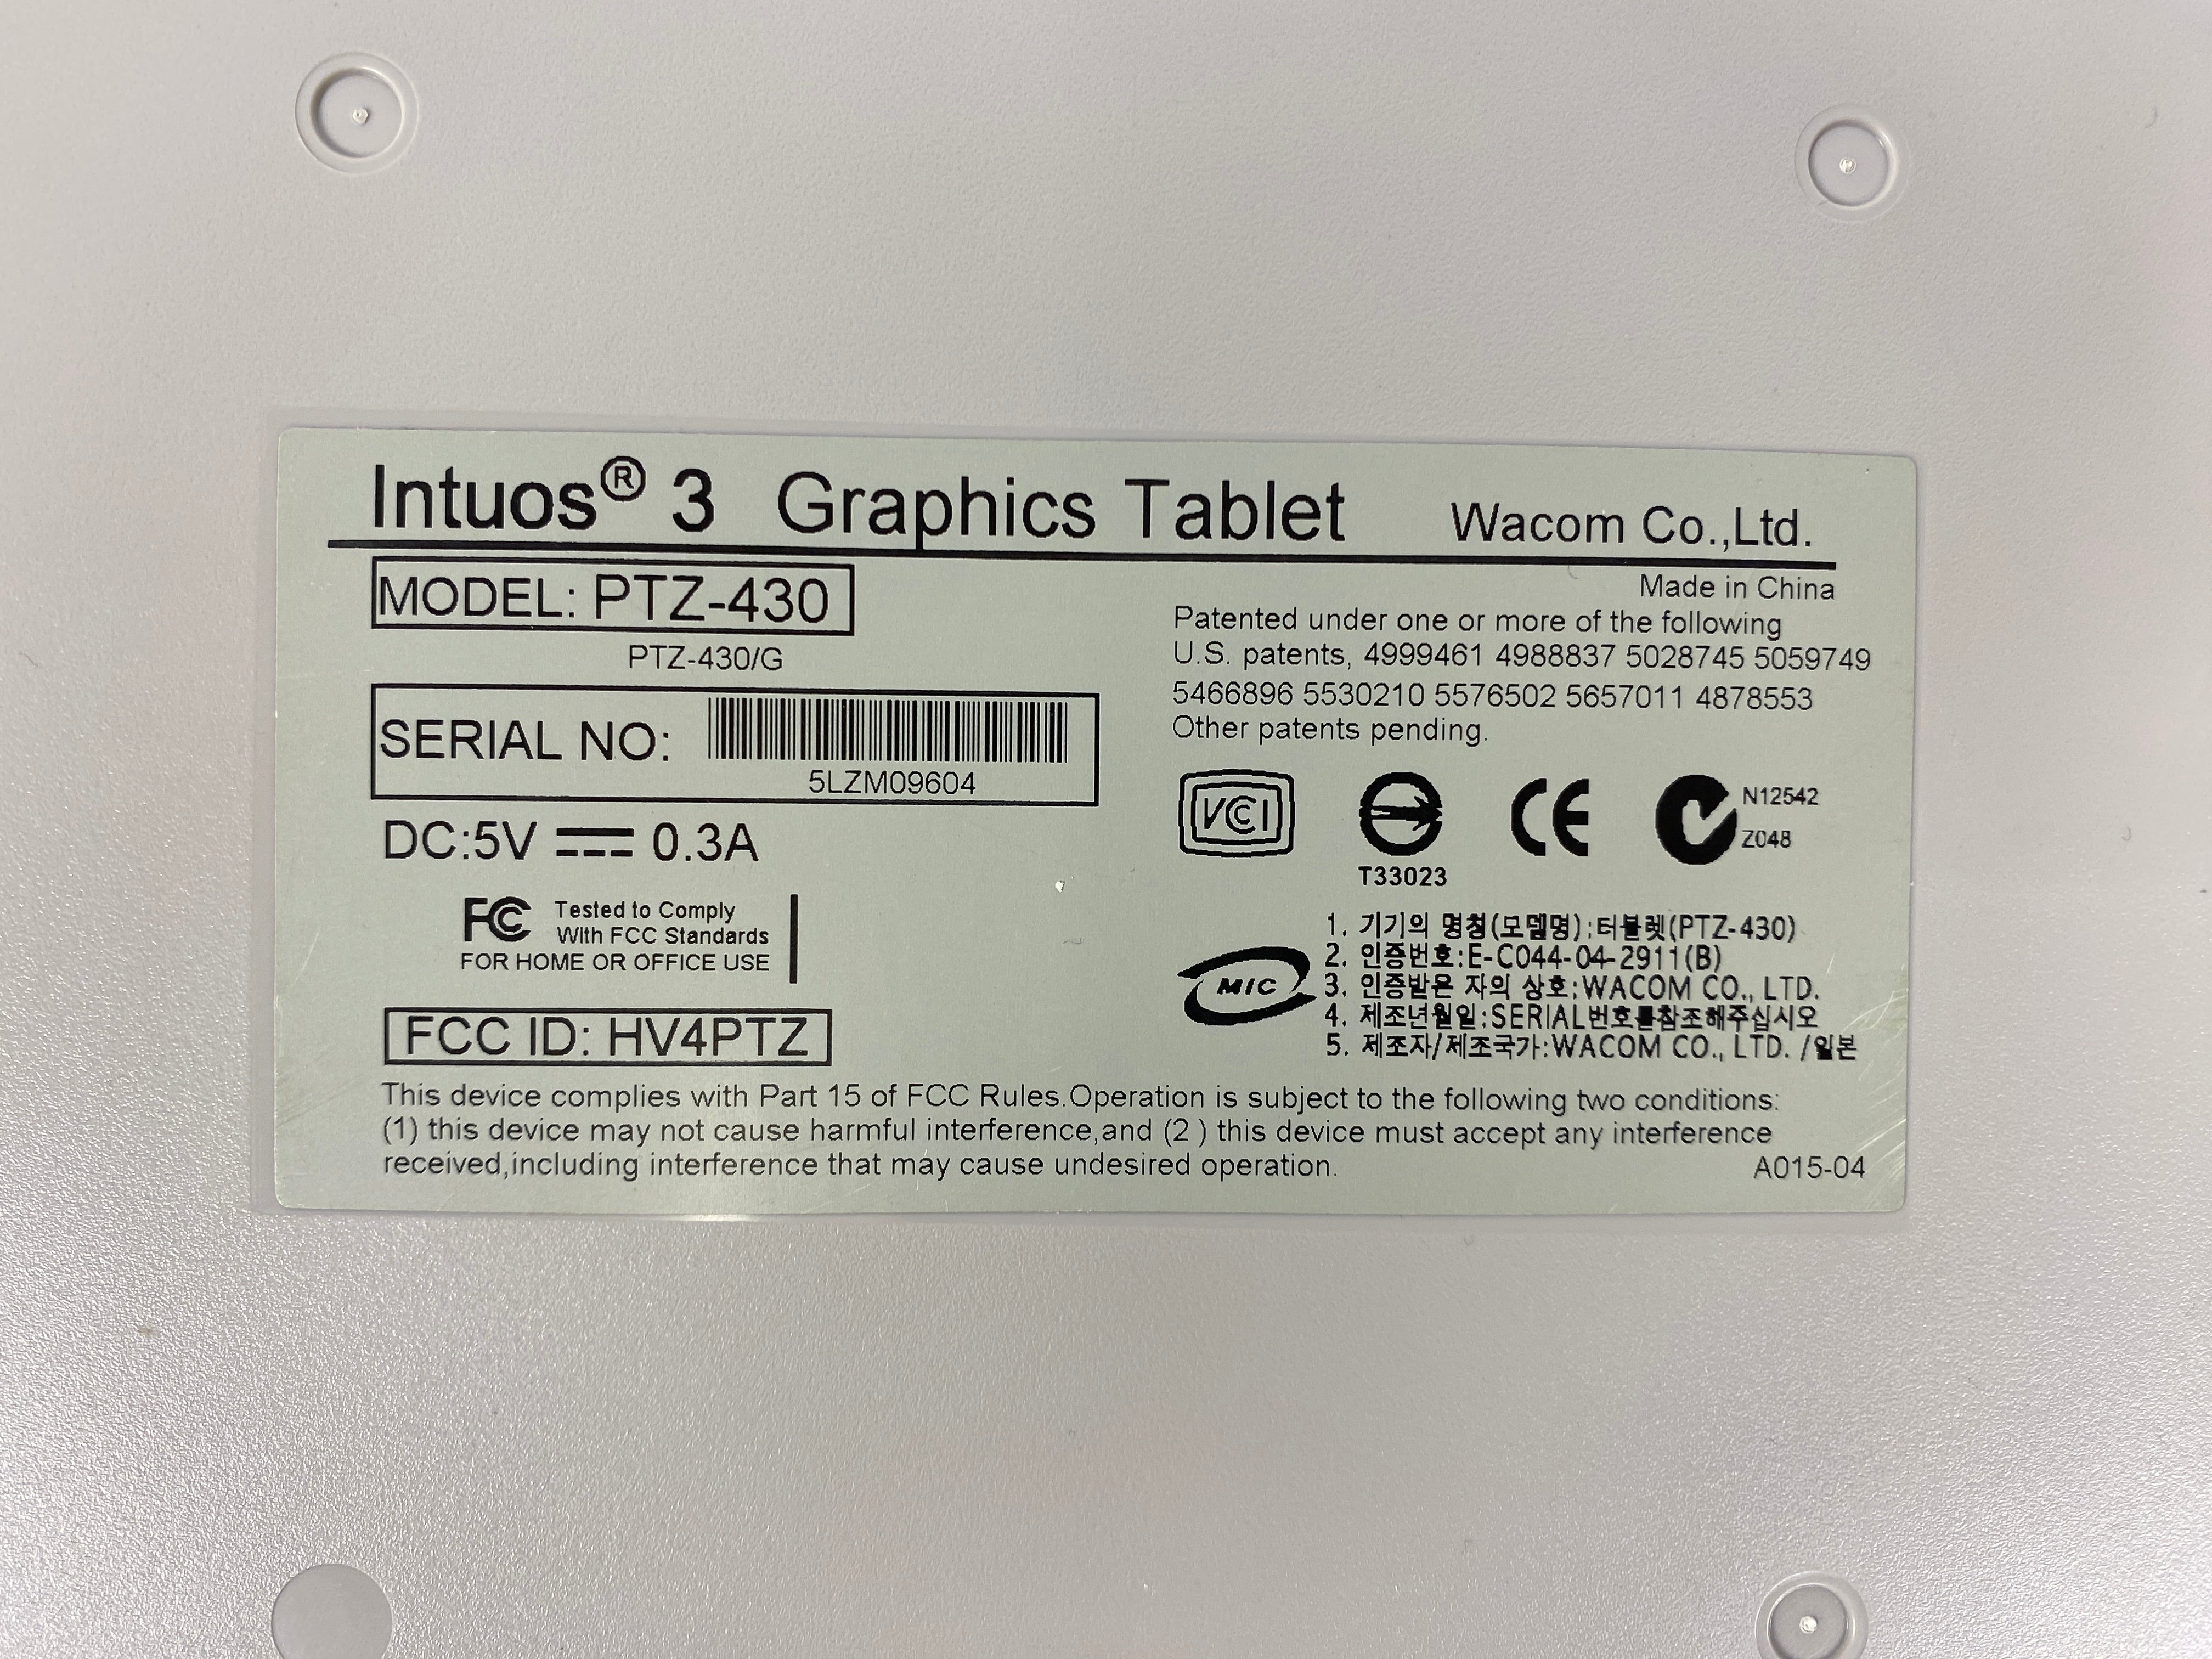 Intuos® 3 Graphics Tablet Wacom Co.,Ltd.
MODEL: PTZ-430
PTZ-430/G
SERIAL NO:
5LZM09604
DC:5V ⎓ 0.3A
FC Tested to Comply
With FCC Standards
FOR HOME OR OFFICE USE
FCC ID: HV4PTZ
Made in China
Patented under one or more of the following
U.S. patents, 4999461 4988837 5028745 5059749
5466896 5530210 5576502 5657011 4878553
Other patents pending.
VCCI
T33023
CE
N12542
Z048
MIC
1. 기기의 명칭(모델명):터블렛(PTZ-430)
2. 인증번호:E-C044-04-2911(B)
3. 인증받은 자의 상호:WACOM CO., LTD.
4. 제조년월일:SERIAL번호를참조해주십시오
5. 제조자/제조국가:WACOM CO., LTD. /일본
This device complies with Part 15 of FCC Rules.Operation is subject to the following two conditions:
(1) this device may not cause harmful interference,and (2 ) this device must accept any interference
received,including interference that may cause undesired operation.
A015-04